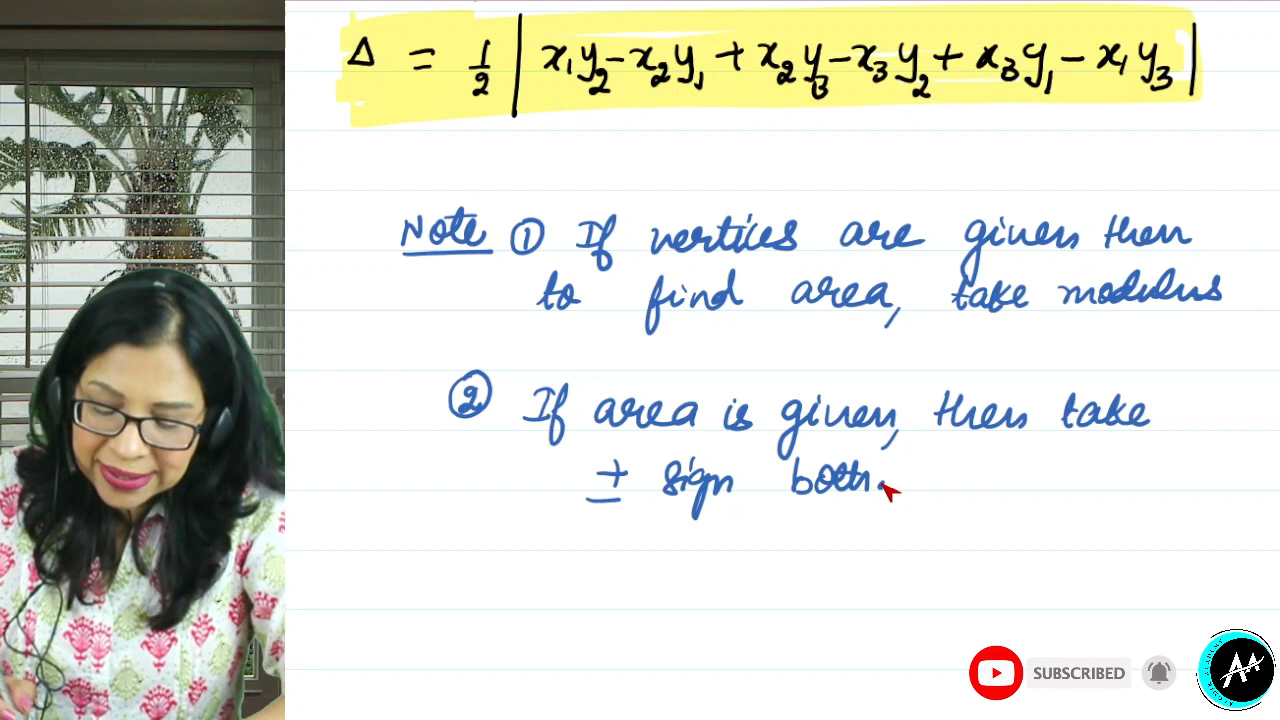 Δ = 1/2 | x₁y₂ - x₂y₁ + x₂y₃ - x₃y₂ + x₃y₁ - x₁y₃ |
Note ① If vertices are given then
to find area, take modulus
② If area is given, then take
± sign both.
SUBSCRIBED